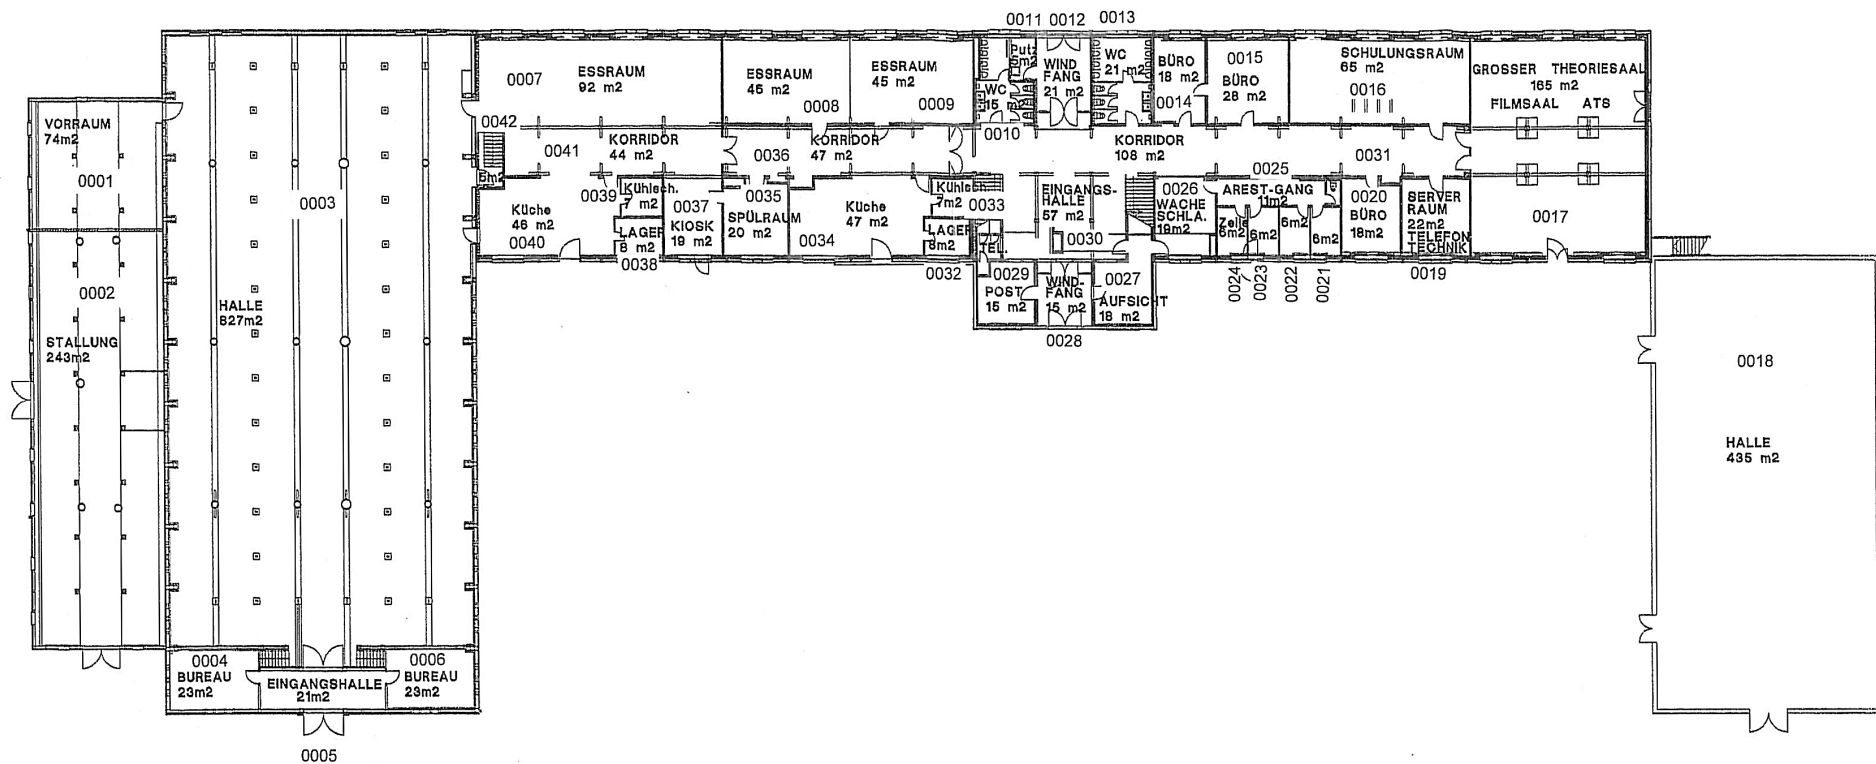 0011 0012 0013
0007
ESSRAUM
92 m2
ESSRAUM
46 m2
0008
ESSRAUM
45 m2
0009
Putz
5m2
WC
15 m2
WIND
FANG
21 m2
WC
21 m2
BÜRO
18 m2
0014
0015
BÜRO
28 m2
SCHULUNGSRAUM
65 m2
0016
GROSSER THEORIESAAL
165 m2
FILMSAAL ATS
VORRAUM
74m2
0001
0003
0042
0041
KORRIDOR
44 m2
0036
KORRIDOR
47 m2
0010
KORRIDOR
108 m2
0025
0031
6m2
0039
Kühlsch.
7 m2
0037
KIOSK
19 m2
0035
SPÜLRAUM
20 m2
Küche
46 m2
0040
LAGER
8 m2
0038
Küche
47 m2
0034
Kühlsch.
7m2
0033
LAGER
8m2
0032
TEL.
EINGANGS-
HALLE
57 m2
0030
0026
WACHE
SCHLA.
19m2
AREST-GANG
11m2
Zelle
6m2
6m2
6m2
6m2
0020
BÜRO
18m2
SERVER
RAUM
22m2
TELEFON
TECHNIK
0017
0002
HALLE
827m2
STALLUNG
243m2
0029
POST
15 m2
WIND-
FANG
15 m2
0028
0027
AUFSICHT
18 m2
0024
0023
0022
0021
0019
0018
HALLE
435 m2
0004
BUREAU
23m2
EINGANGSHALLE
21m2
0006
BUREAU
23m2
0005